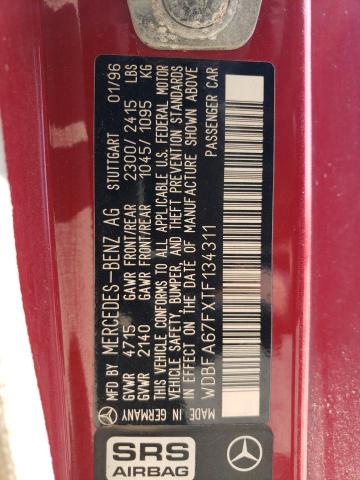 MFD BY MERCEDES-BENZ AG STUTTGART 01/96
GVWR 4715 GAWR FRONT/REAR 2300/2415 LBS
GVWR 2140 GAWR FRONT/REAR 1045/1095 KG
THIS VEHICLE CONFORMS TO ALL APPLICABLE U.S. FEDERAL MOTOR
VEHICLE SAFETY, BUMPER, AND THEFT PREVENTION STANDARDS
IN EFFECT ON THE DATE OF MANUFACTURE SHOWN ABOVE
WDBFA67FXTF134311
MADE IN GERMANY PASSENGER CAR
SRS
AIRBAG